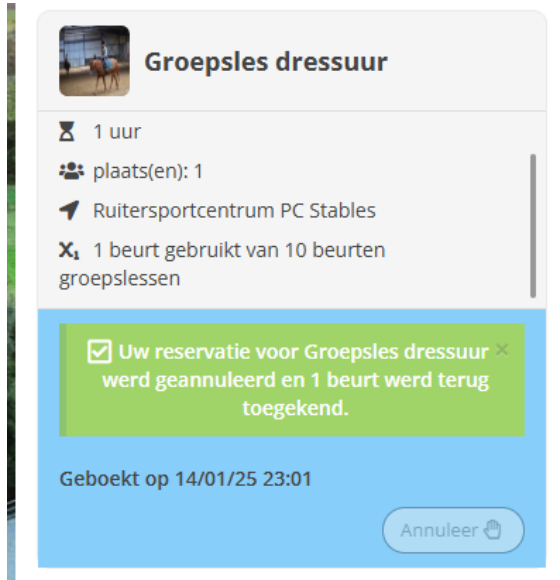 Groepsles dressuur
1 uur
plaats(en): 1
Ruitersportcentrum PC Stables
X₁ 1 beurt gebruikt van 10 beurten
groepslessen
Uw reservatie voor Groepsles dressuur ×
werd geannuleerd en 1 beurt werd terug
toegekend.
Geboekt op 14/01/25 23:01
Annuleer